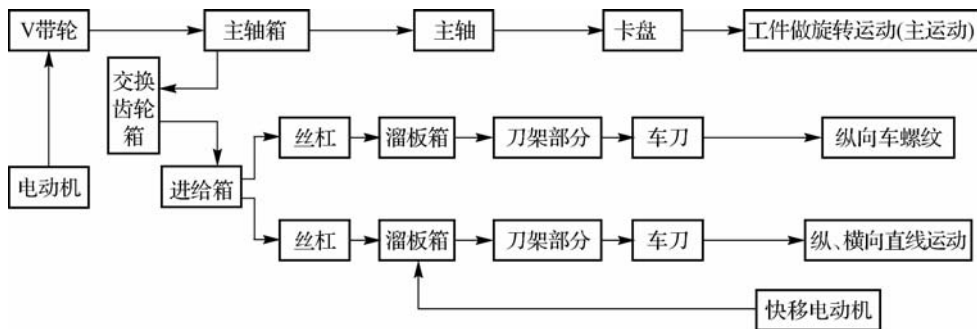 V带轮
主轴箱
主轴
卡盘
工件做旋转运动(主运动)
交换
齿轮
箱
丝杠
溜板箱
刀架部分
车刀
纵向车螺纹
电动机
进给箱
丝杠
溜板箱
刀架部分
车刀
纵、横向直线运动
快移电动机